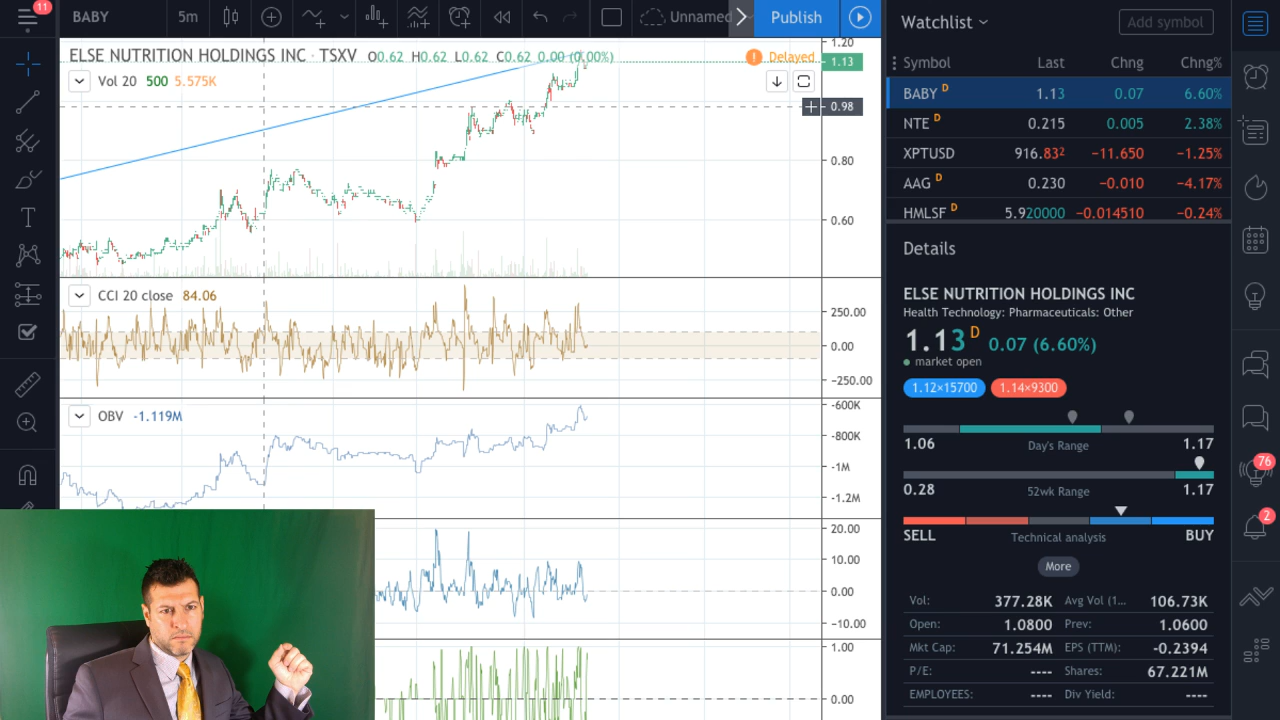 11
BABY
5m
Unnamed
Publish
ELSE NUTRITION HOLDINGS INC · TSXV O0.62 H0.62 L0.62 C0.62 0.00 (0.00%)
Delayed
Vol 20 500 5.575K
1.20
1.13
0.98
0.80
0.60
CCI 20 close 84.06
250.00
0.00
−250.00
OBV -1.119M
-600K
-800K
-1M
-1.2M
20.00
10.00
0.00
−10.00
1.00
0.00
Watchlist
Add symbol
Symbol Last Chng Chng%
BABY D 1.13 0.07 6.60%
NTE D 0.215 0.005 2.38%
XPTUSD 916.832 −11.650 −1.25%
AAG D 0.230 −0.010 −4.17%
HMLSF D 5.920000 −0.014510 −0.24%
Details
ELSE NUTRITION HOLDINGS INC
Health Technology: Pharmaceuticals: Other
1.13 D 0.07 (6.60%)
market open
1.12×15700 1.14×9300
1.06 Day's Range 1.17
0.28 52wk Range 1.17
SELL Technical analysis BUY
More
Vol: 377.28K Avg Vol (1... 106.73K
Open: 1.0800 Prev: 1.0600
Mkt Cap: 71.254M EPS (TTM): -0.2394
P/E: ---- Shares: 67.221M
EMPLOYEES: ---- Div Yield: ----
76
2